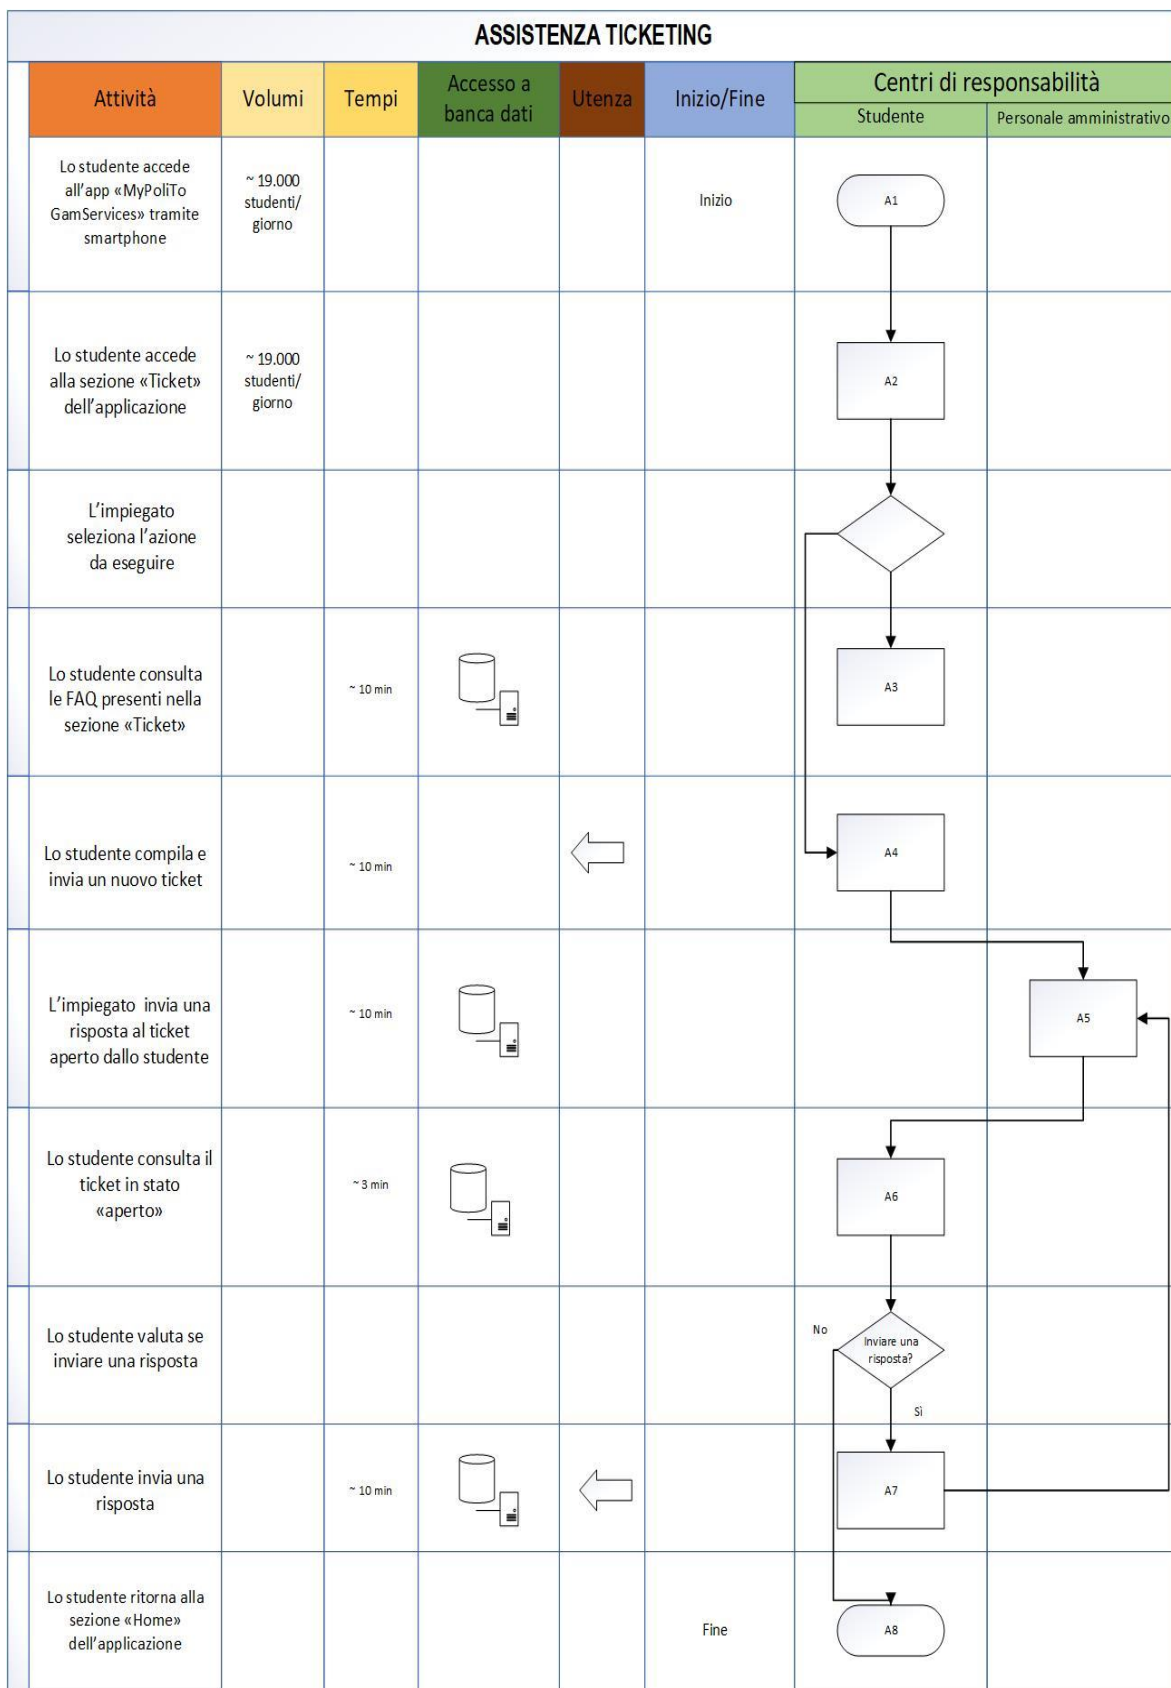 ASSISTENZA TICKETING
Attività
Volumi
Tempi
Accesso a
banca dati
Utenza
Inizio/Fine
Centri di responsabilità
Studente
Personale amministrativo
Lo studente accede
all'app «MyPoliTo
GamServices» tramite
smartphone
~ 19.000
studenti/
giorno
Inizio
A1
Lo studente accede
alla sezione «Ticket»
dell'applicazione
~ 19.000
studenti/
giorno
A2
L'impiegato
seleziona l'azione
da eseguire
Lo studente consulta
le FAQ presenti nella
sezione «Ticket»
~ 10 min
A3
Lo studente compila e
invia un nuovo ticket
~ 10 min
A4
L'impiegato invia una
risposta al ticket
aperto dallo studente
~ 10 min
A5
Lo studente consulta il
ticket in stato
«aperto»
~ 3 min
A6
Lo studente valuta se
inviare una risposta
No
Inviare una
risposta?
Sì
Lo studente invia una
risposta
~ 10 min
A7
Lo studente ritorna alla
sezione «Home»
dell'applicazione
Fine
A8